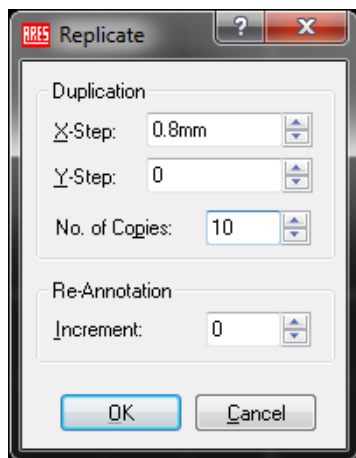 ARES Replicate ? X
Duplication
X-Step: 0.8mm
Y-Step: 0
No. of Copies: 10
Re-Annotation
Increment: 0
OK Cancel